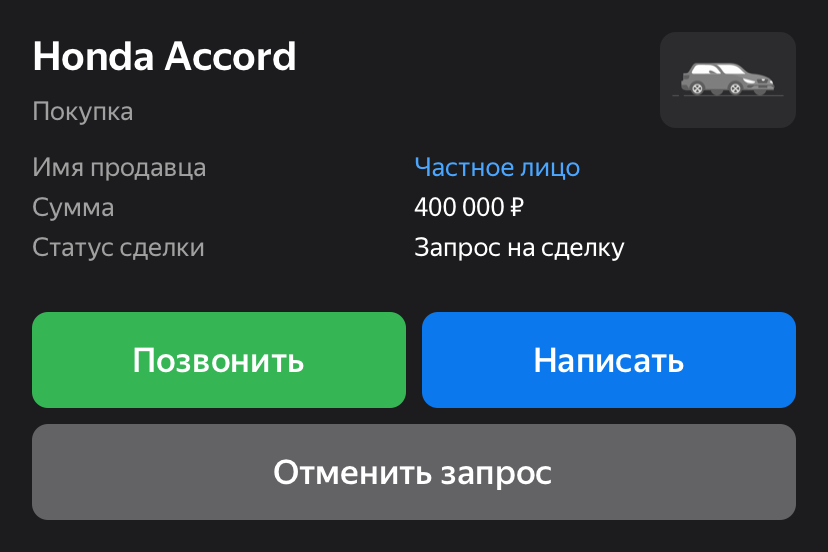 Honda Accord
Покупка
Имя продавца Частное лицо
Сумма 400 000 ₽
Статус сделки Запрос на сделку
Позвонить Написать
Отменить запрос